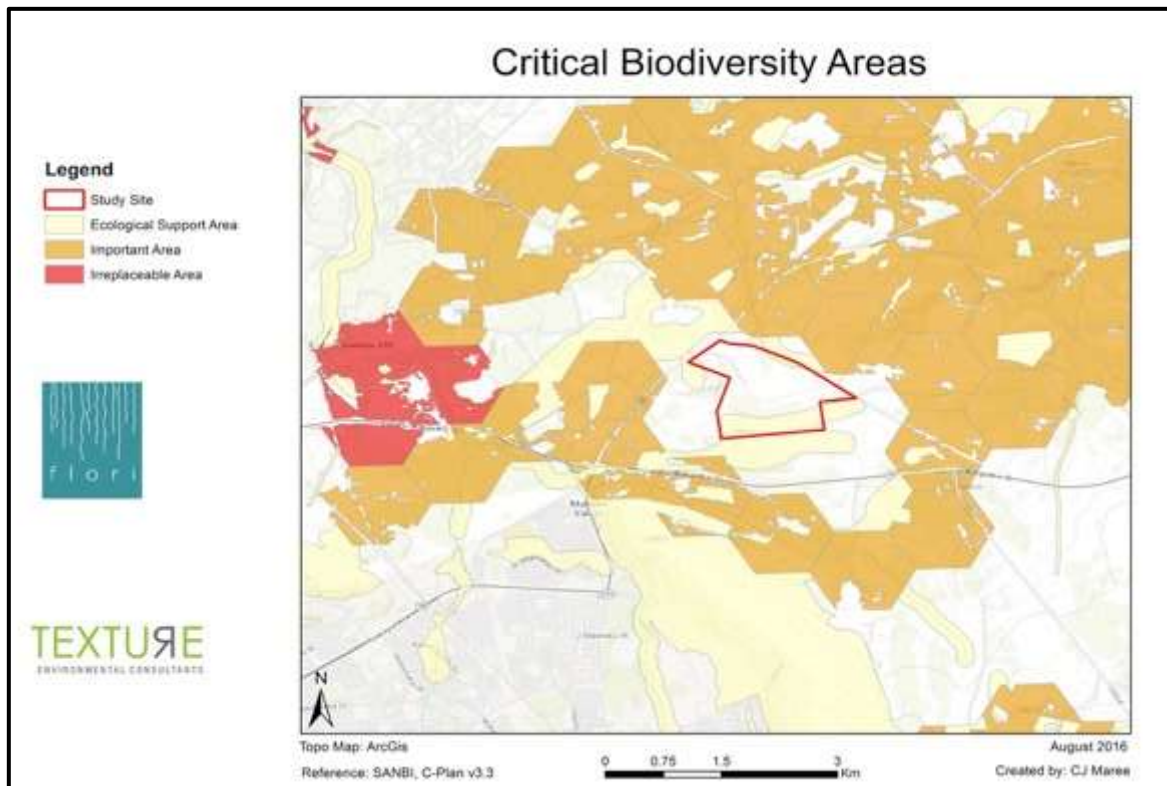 Critical Biodiversity Areas
Legend
Study Site
Ecological Support Area
Important Area
Irreplaceable Area
flori
TEXTURE
ENVIRONMENTAL CONSULTANTS
N
Topo Map: ArcGis
August 2016
Reference: SANBI, C-Plan v3.3
0 0.75 1.5 3
Km
Created by: CJ Maree